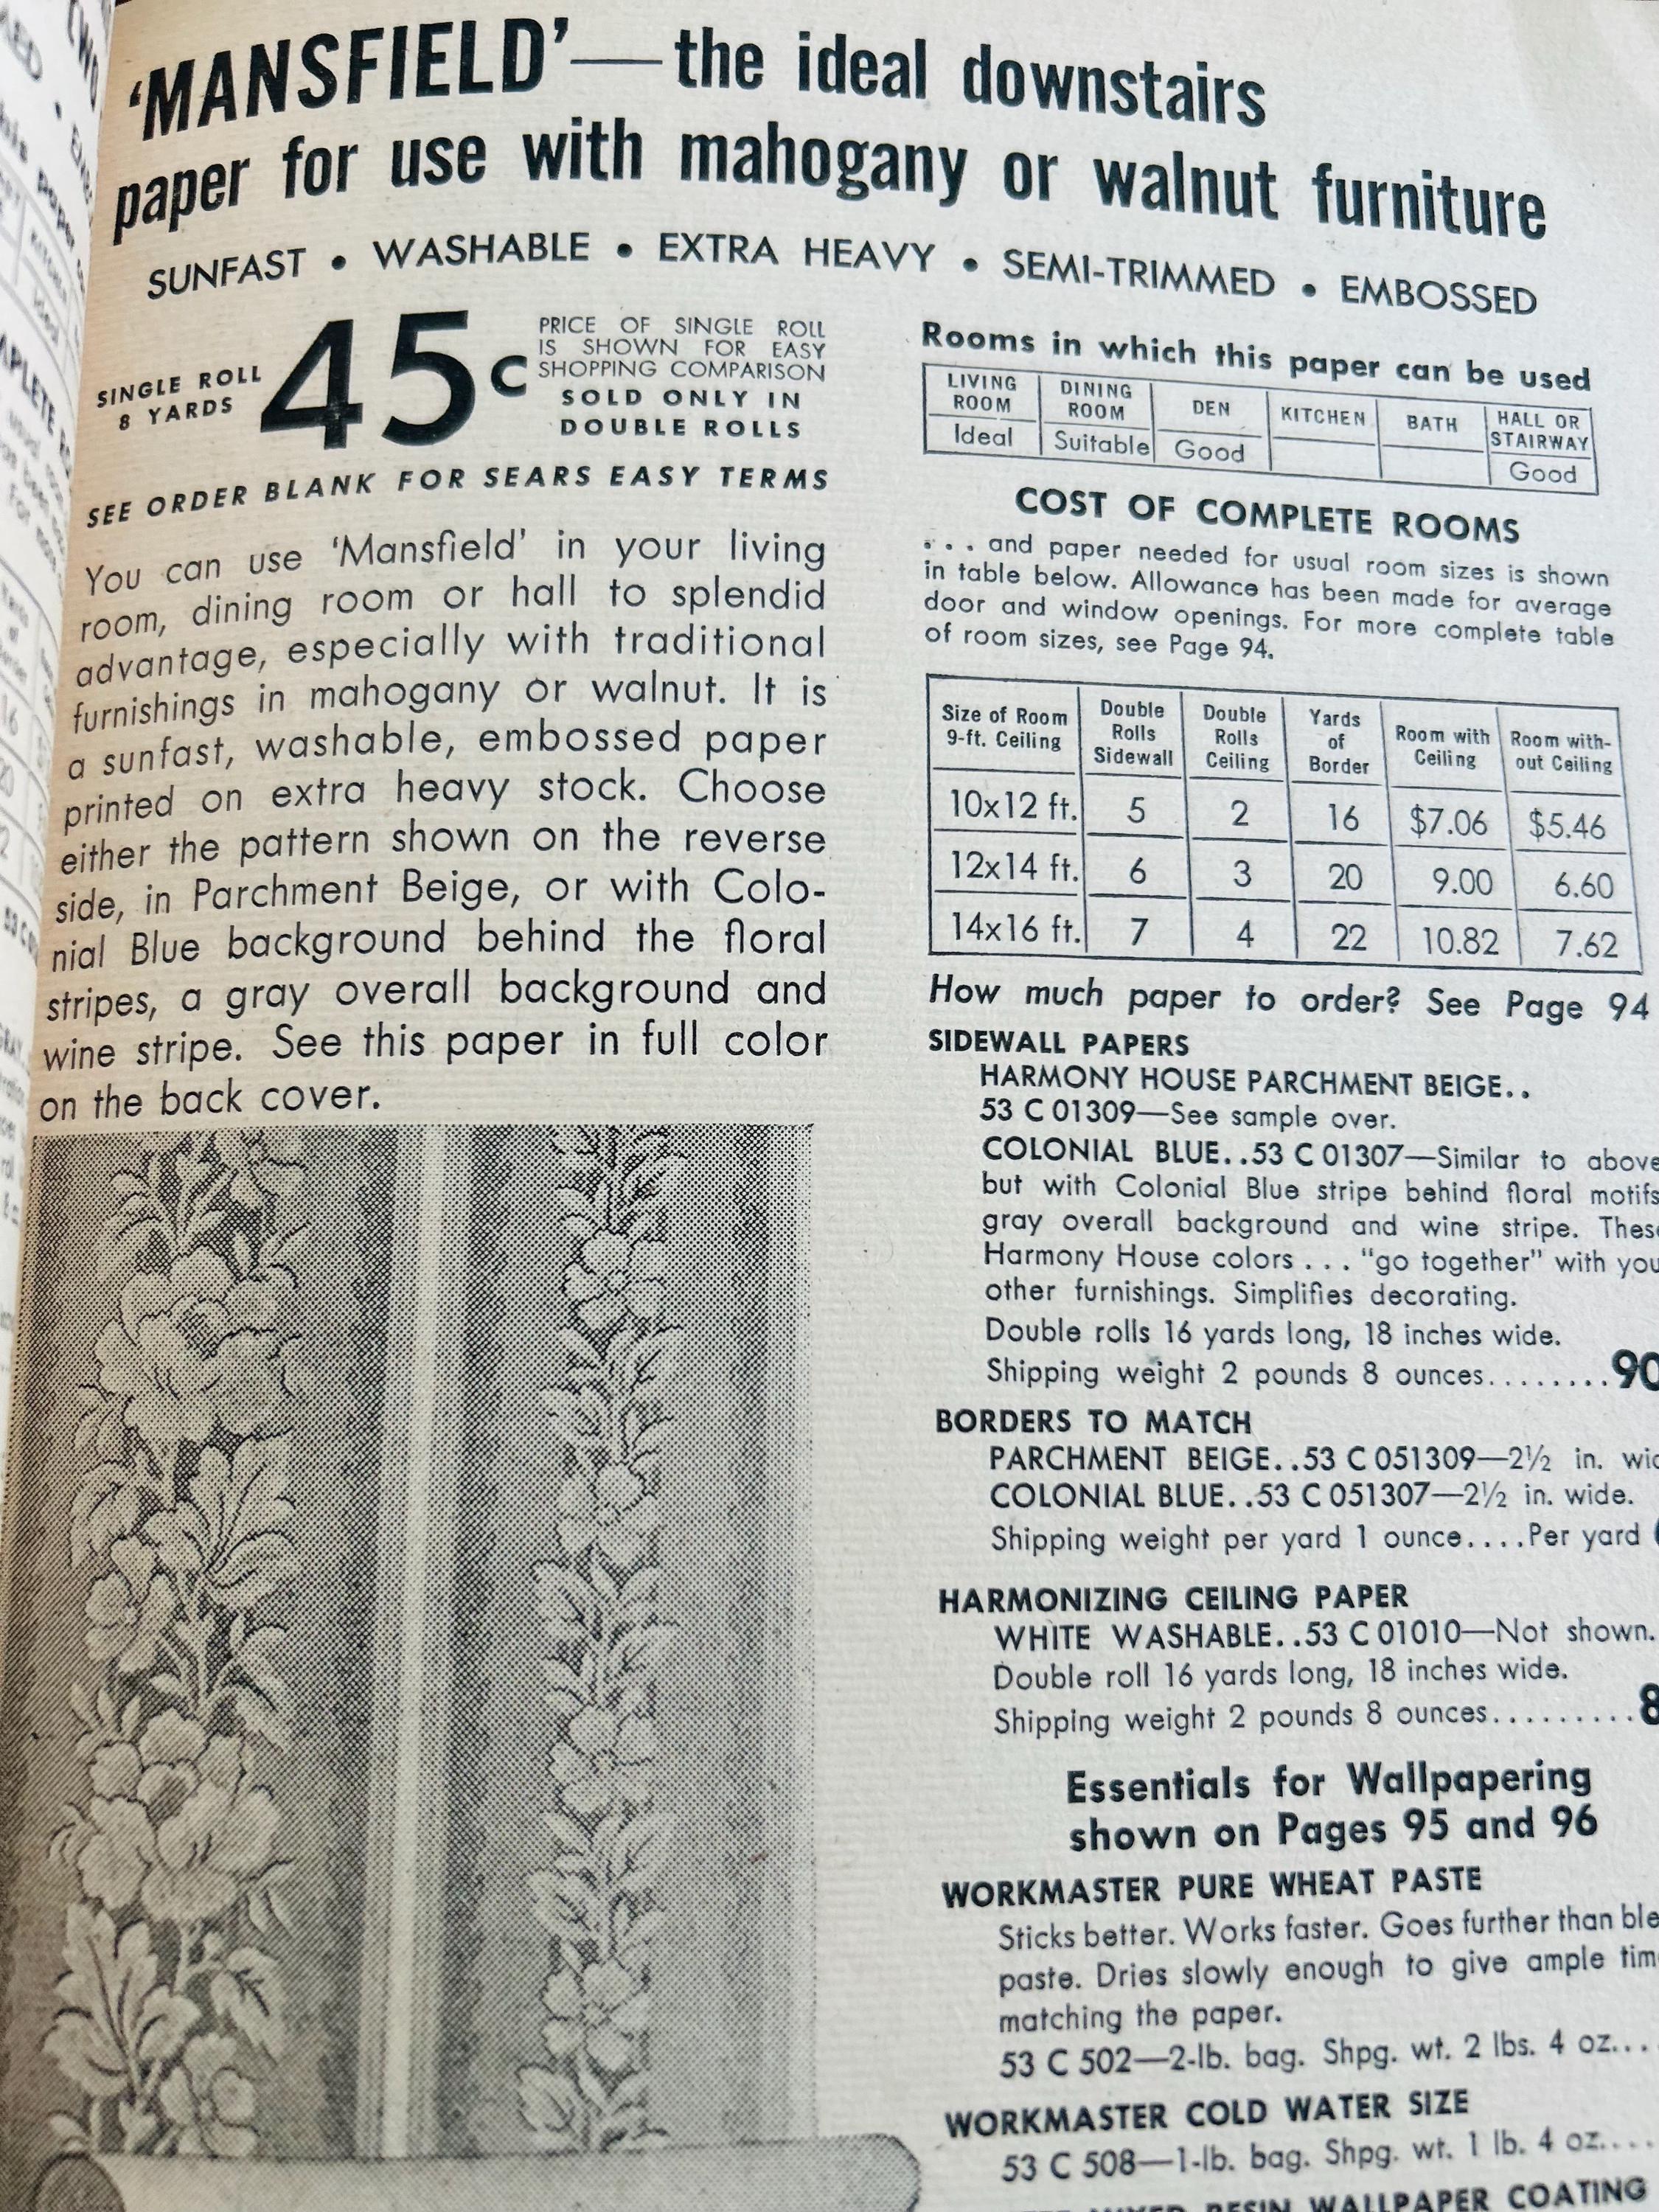 'MANSFIELD'—the ideal downstairs
paper for use with mahogany or walnut furniture
SUNFAST • WASHABLE • EXTRA HEAVY • SEMI-TRIMMED • EMBOSSED
SINGLE ROLL
8 YARDS
45c
PRICE OF SINGLE ROLL
IS SHOWN FOR EASY
SHOPPING COMPARISON
SOLD ONLY IN
DOUBLE ROLLS
SEE ORDER BLANK FOR SEARS EASY TERMS
You can use 'Mansfield' in your living
room, dining room or hall to splendid
advantage, especially with traditional
furnishings in mahogany or walnut. It is
a sunfast, washable, embossed paper
printed on extra heavy stock. Choose
either the pattern shown on the reverse
side, in Parchment Beige, or with Colo-
nial Blue background behind the floral
stripes, a gray overall background and
wine stripe. See this paper in full color
on the back cover.
Rooms in which this paper can be used
LIVING ROOM DINING ROOM DEN KITCHEN BATH HALL OR STAIRWAY
Ideal Suitable Good Good
COST OF COMPLETE ROOMS
. . . and paper needed for usual room sizes is shown
in table below. Allowance has been made for average
door and window openings. For more complete table
of room sizes, see Page 94.
Size of Room 9-ft. Ceiling Double Rolls Sidewall Double Rolls Ceiling Yards of Border Room with Ceiling Room with-out Ceiling
10x12 ft. 5 2 16 $7.06 $5.46
12x14 ft. 6 3 20 9.00 6.60
14x16 ft. 7 4 22 10.82 7.62
How much paper to order? See Page 94
SIDEWALL PAPERS
HARMONY HOUSE PARCHMENT BEIGE..
53 C 01309—See sample over.
COLONIAL BLUE..53 C 01307—Similar to above
but with Colonial Blue stripe behind floral motifs
gray overall background and wine stripe. These
Harmony House colors . . . "go together" with you
other furnishings. Simplifies decorating.
Double rolls 16 yards long, 18 inches wide.
Shipping weight 2 pounds 8 ounces........90
BORDERS TO MATCH
PARCHMENT BEIGE..53 C 051309—2½ in.
COLONIAL BLUE..53 C 051307—2½ in. wide.
Shipping weight per yard 1 ounce....Per yard
HARMONIZING CEILING PAPER
WHITE WASHABLE..53 C 01010—Not shown.
Double roll 16 yards long, 18 inches wide.
Shipping weight 2 pounds 8 ounces.........8
Essentials for Wallpapering
shown on Pages 95 and 96
WORKMASTER PURE WHEAT PASTE
Sticks better. Works faster. Goes further than
paste. Dries slowly enough to give ample
matching the paper.
53 C 502—2-lb. bag. Shpg. wt. 2 lbs. 4 oz...
WORKMASTER COLD WATER SIZE
53 C 508—1-lb. bag. Shpg. wt. 1 lb. 4 oz....
RESIN WALLPAPER COATING